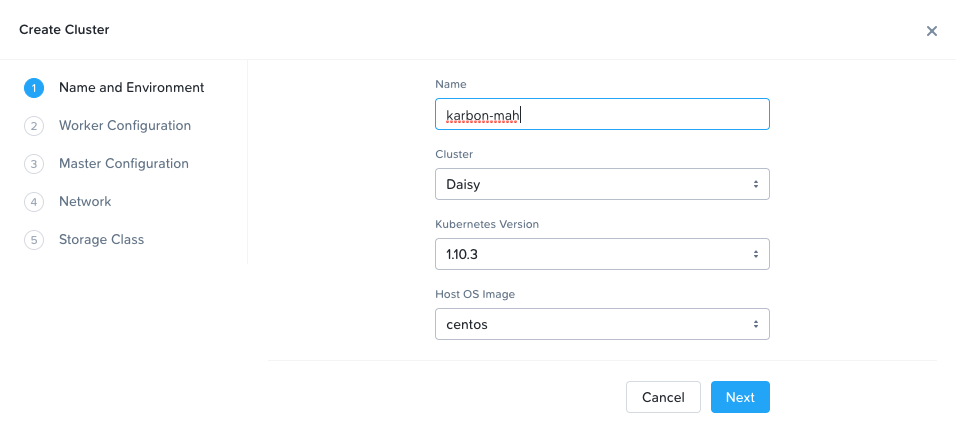 Create Cluster
1 Name and Environment
2 Worker Configuration
3 Master Configuration
4 Network
5 Storage Class
Name
karbon-mah
Cluster
Daisy
Kubernetes Version
1.10.3
Host OS Image
centos
Cancel
Next